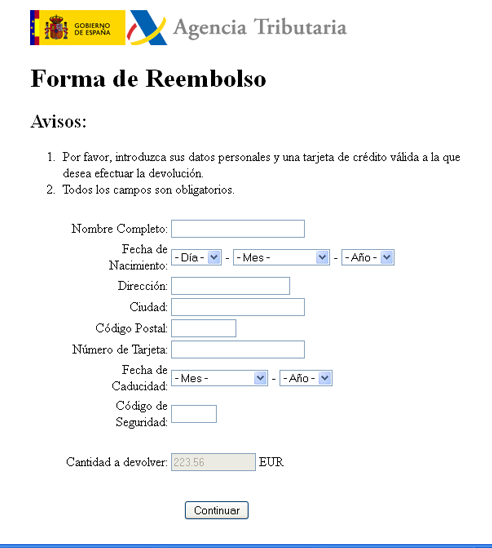 GOBIERNO
DE ESPAÑA
Agencia Tributaria
Forma de Reembolso
Avisos:
1. Por favor, introduzca sus datos personales y una tarjeta de crédito válida a la que
desea efectuar la devolución.
2. Todos los campos son obligatorios.
Nombre Completo:
Fecha de
Nacimiento:
- Día - - - Mes - - - Año -
Dirección:
Ciudad:
Código Postal:
Número de Tarjeta:
Fecha de
Caducidad:
- Mes - - - Año -
Código de
Seguridad:
Cantidad a devolver: 223.56 EUR
Continuar